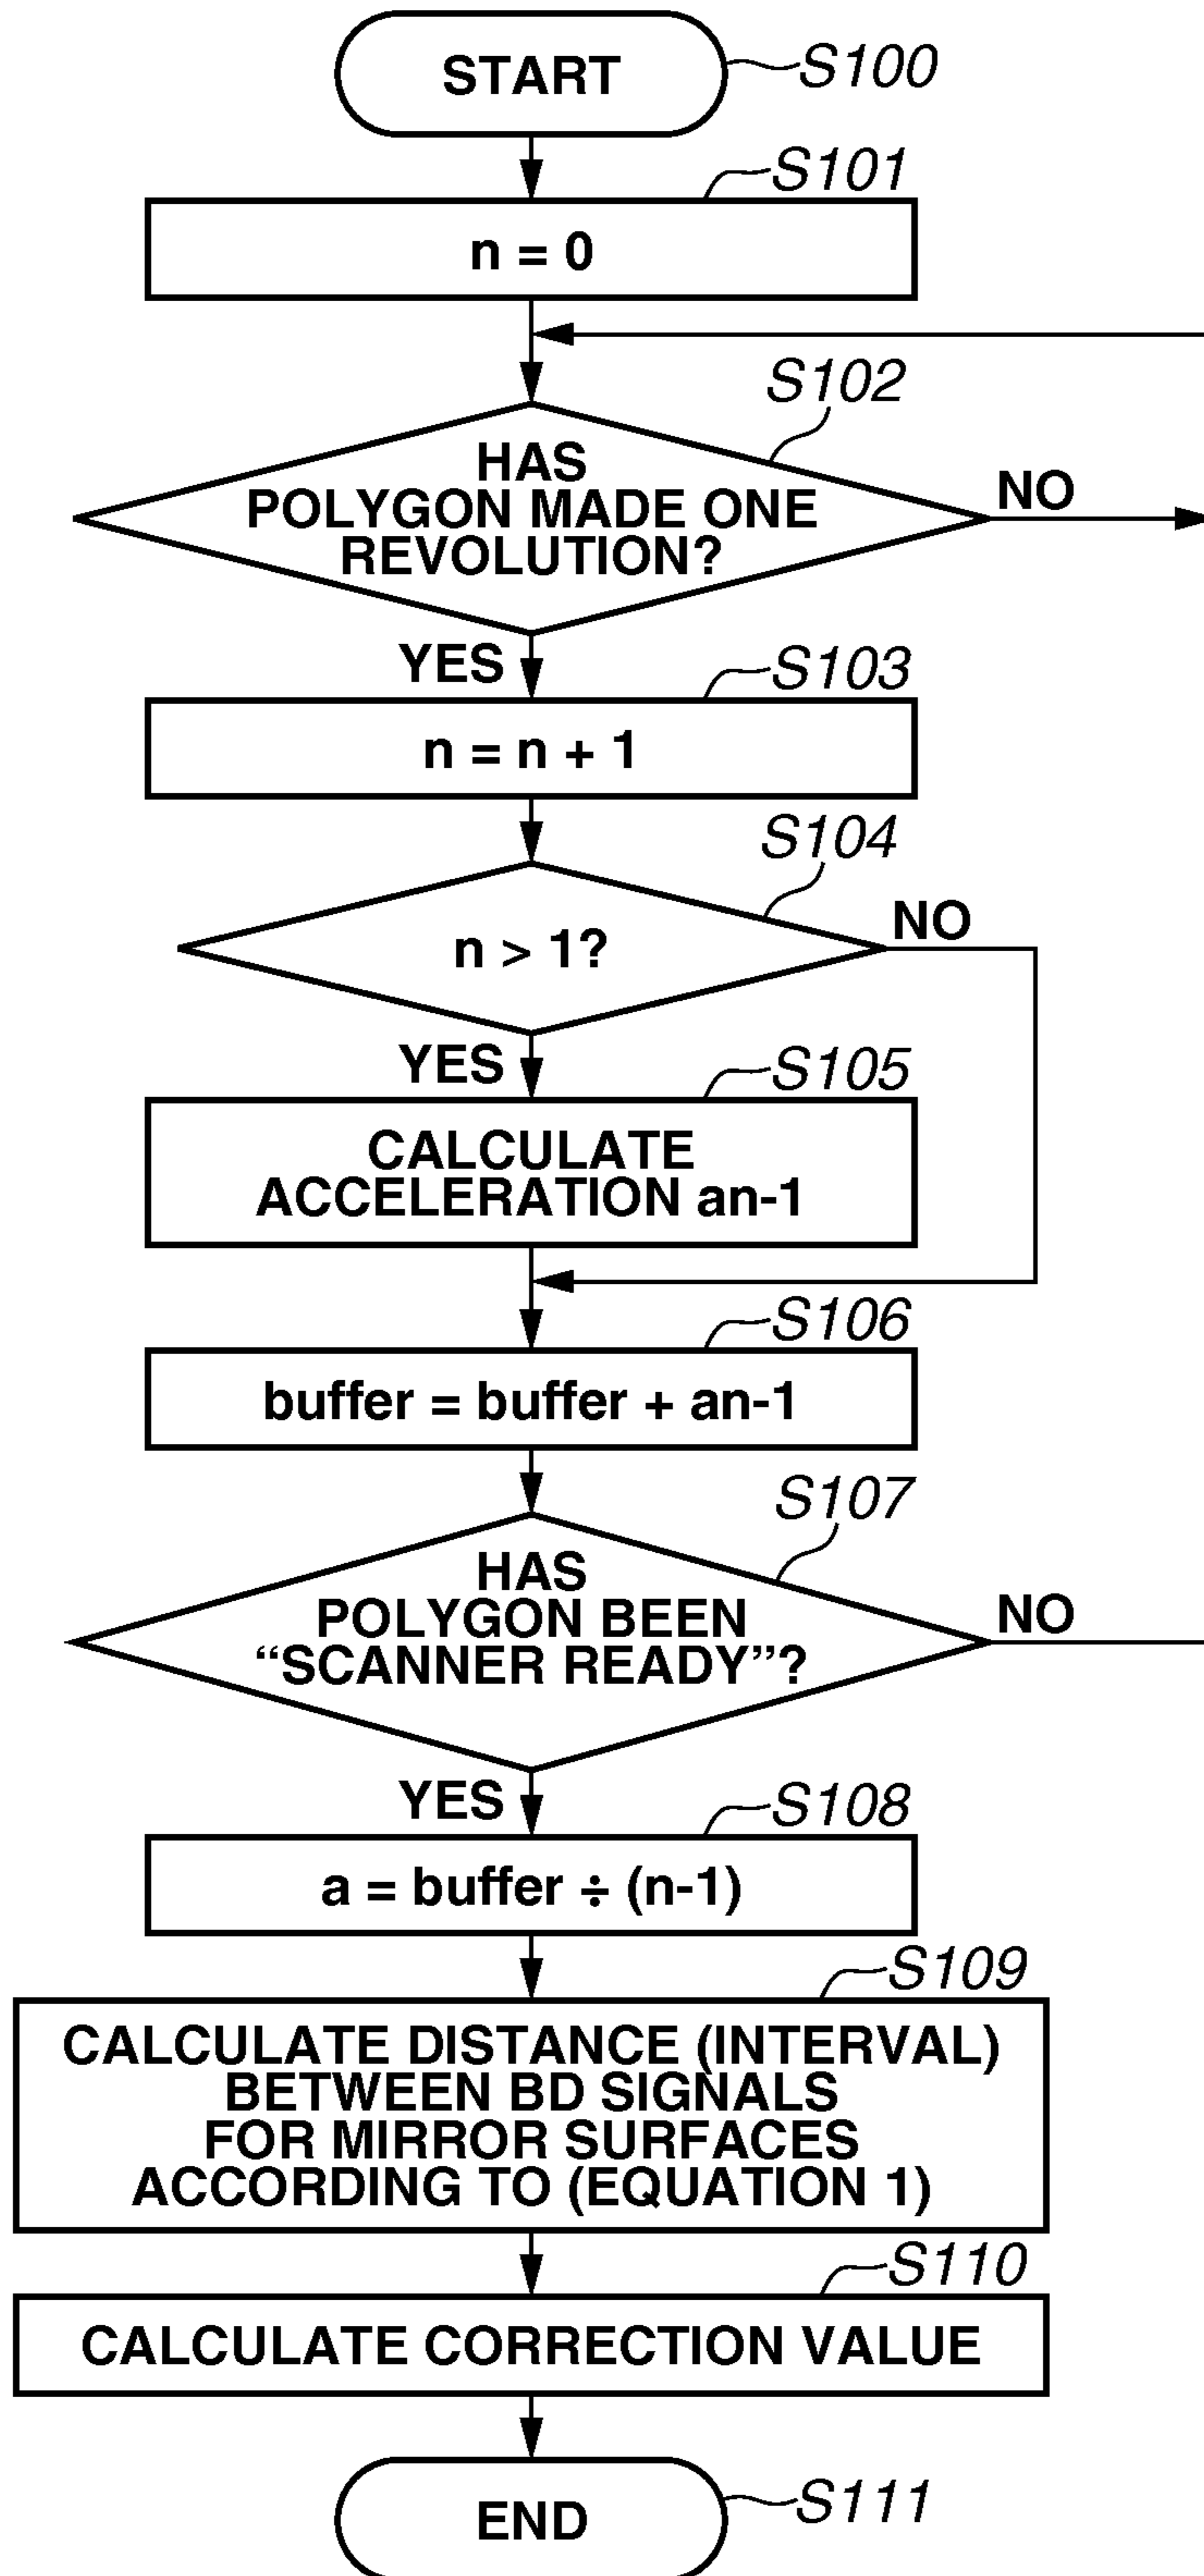 START
S100
S101
n = 0
S102
HAS
POLYGON MADE ONE
REVOLUTION?
NO
YES
S103
n = n + 1
S104
n > 1?
NO
YES
S105
CALCULATE
ACCELERATION an-1
S106
buffer = buffer + an-1
S107
HAS
POLYGON BEEN
“SCANNER READY”?
NO
YES
S108
a = buffer ÷ (n-1)
S109
CALCULATE DISTANCE (INTERVAL)
BETWEEN BD SIGNALS
FOR MIRROR SURFACES
ACCORDING TO (EQUATION 1)
S110
CALCULATE CORRECTION VALUE
END
S111